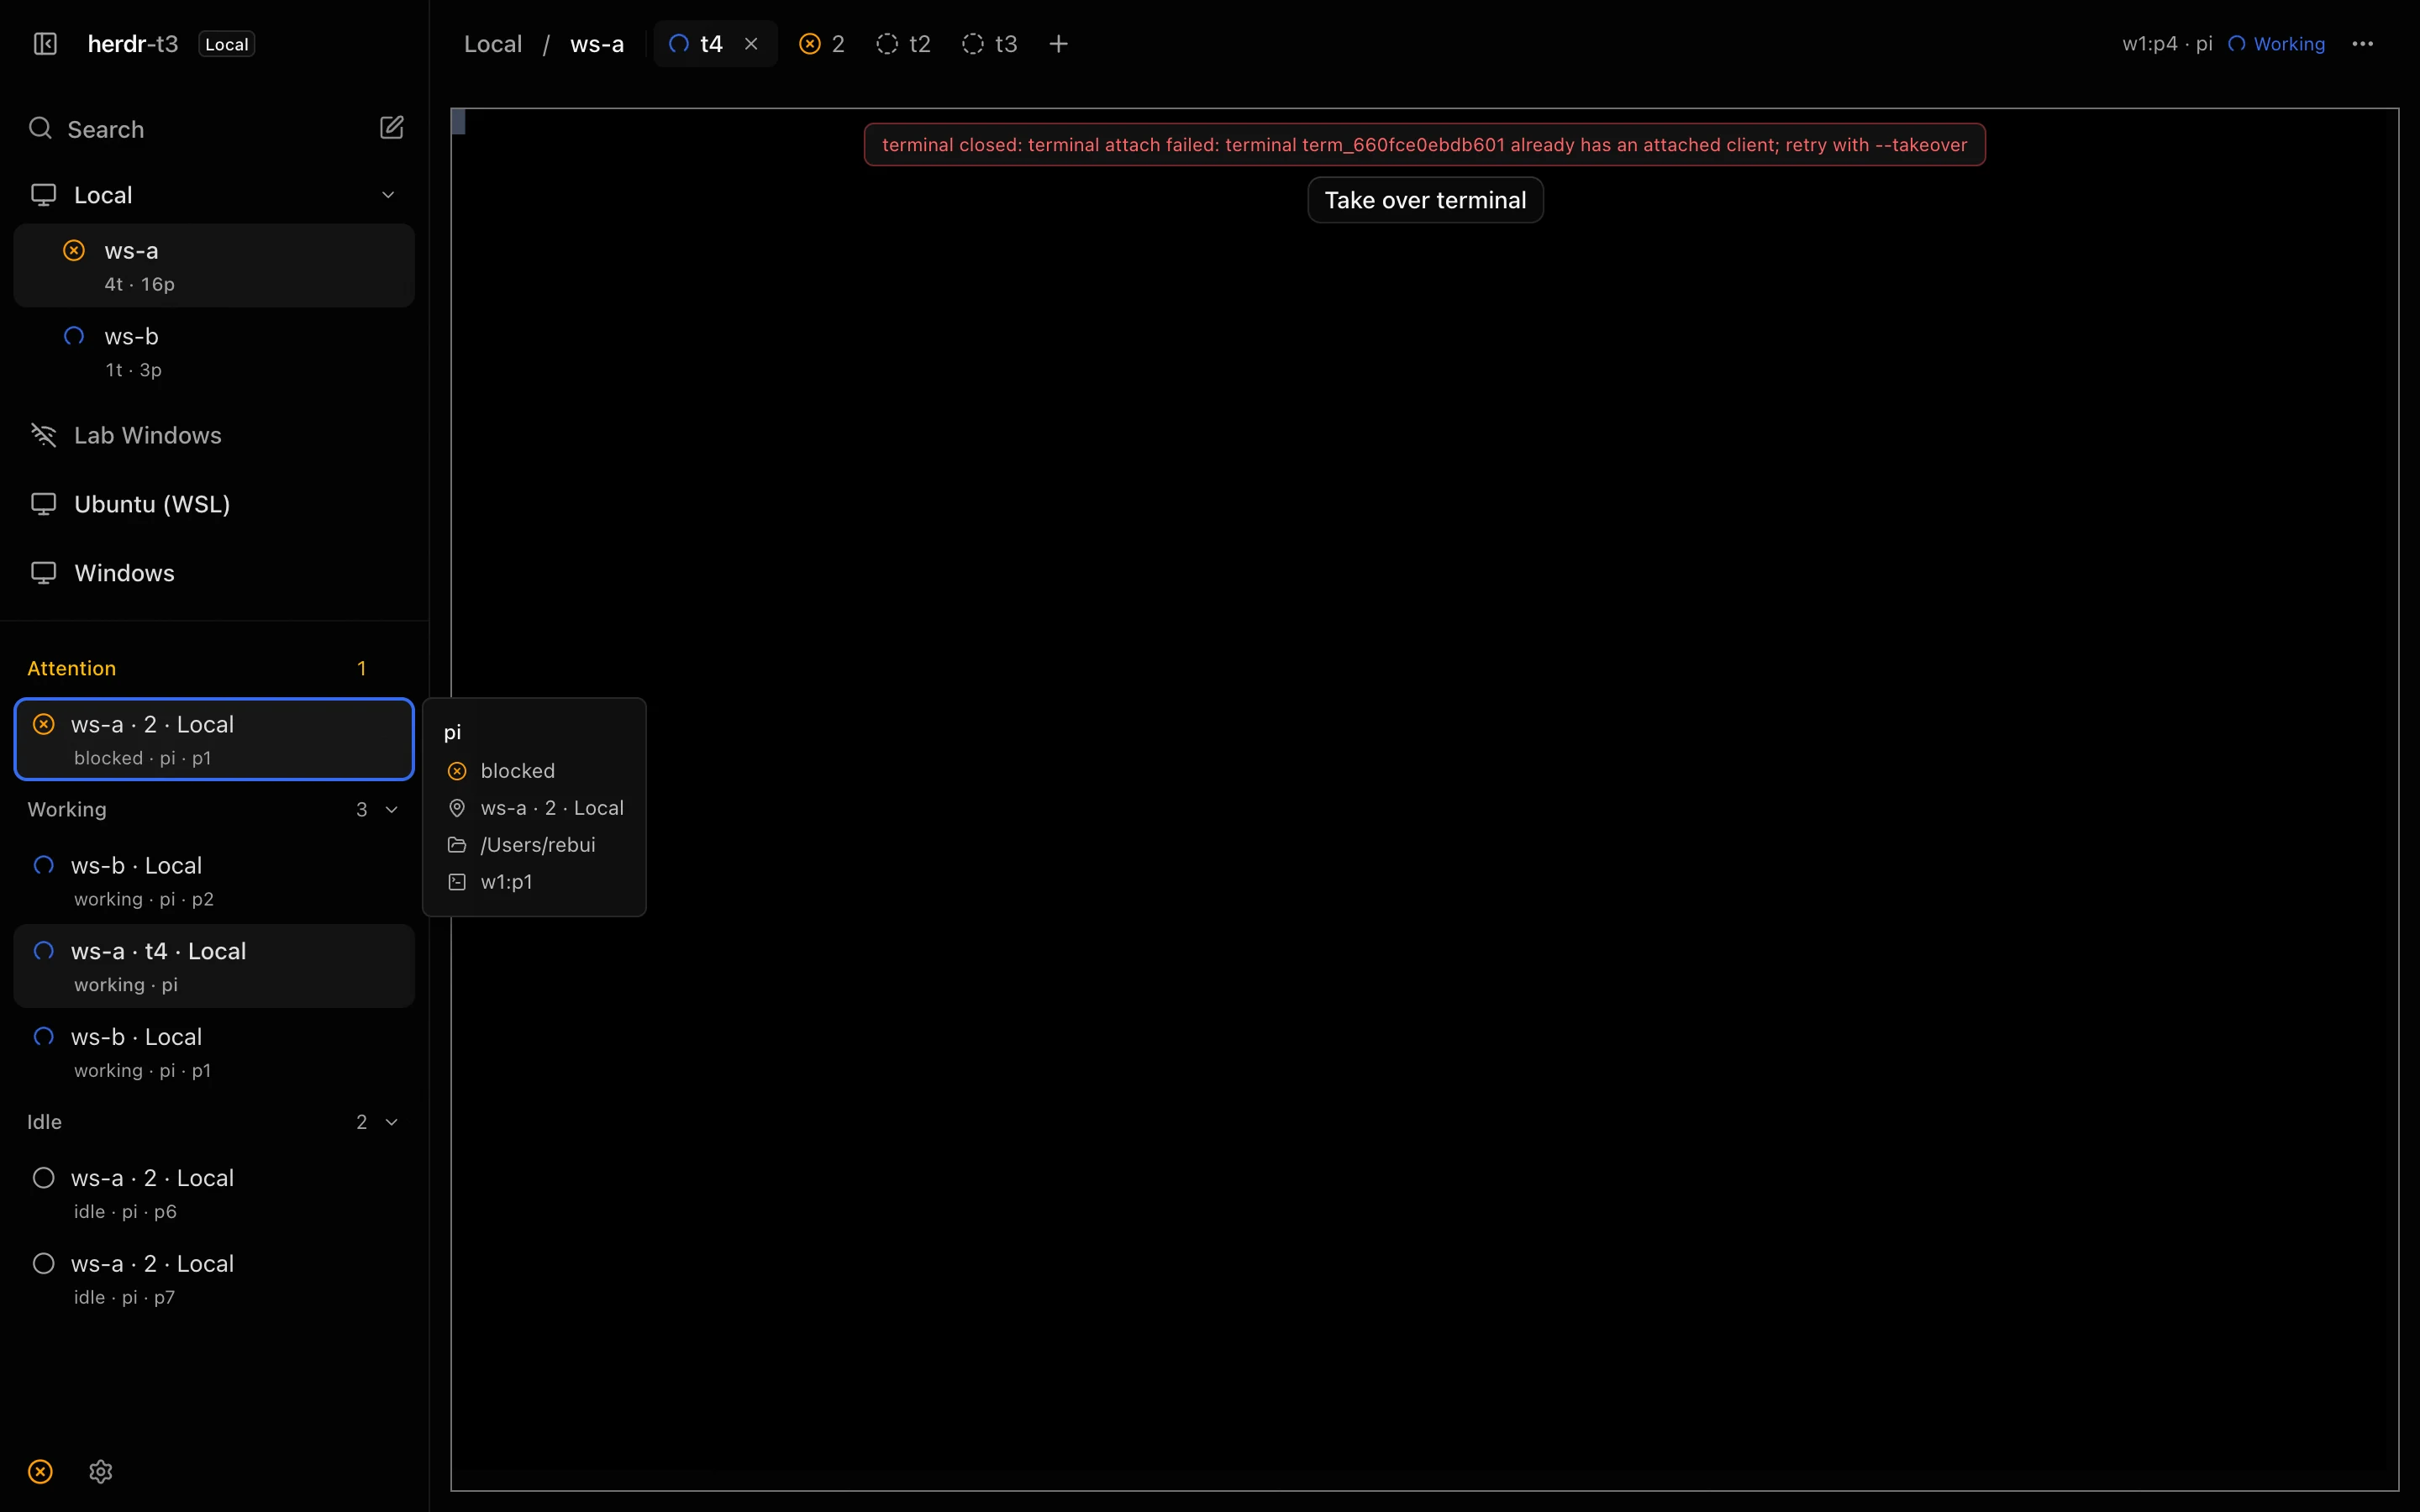 herdr-t3 Local
Search
Local
ws-a
4t · 16p
ws-b
1t · 3p
Lab Windows
Ubuntu (WSL)
Windows
Attention 1
ws-a · 2 · Local
blocked · pi · p1
Working 3
ws-b · Local
working · pi · p2
ws-a · t4 · Local
working · pi
ws-b · Local
working · pi · p1
Idle 2
ws-a · 2 · Local
idle · pi · p6
ws-a · 2 · Local
idle · pi · p7
Local / ws-a t4 2 t2 t3
w1:p4 · pi Working
terminal closed: terminal attach failed: terminal term_660fce0ebdb601 already has an attached client; retry with --takeover
Take over terminal
pi
blocked
ws-a · 2 · Local
/Users/rebui
w1:p1